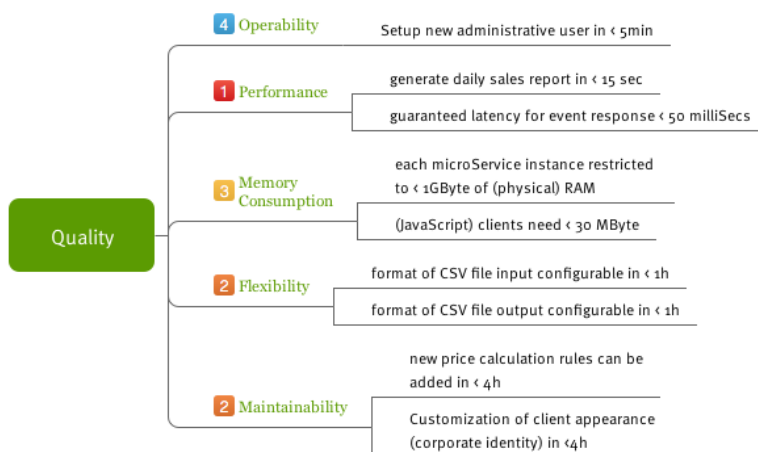 4 Operability
Setup new administrative user in < 5min
1 Performance
generate daily sales report in < 15 sec
guaranteed latency for event response < 50 milliSecs
3 Memory
Consumption
each microService instance restricted
to < 1GByte of (physical) RAM
(JavaScript) clients need < 30 MByte
Quality
2 Flexibility
format of CSV file input configurable in < 1h
format of CSV file output configurable in < 1h
2 Maintainability
new price calculation rules can be
added in < 4h
Customization of client appearance
(corporate identity) in <4h